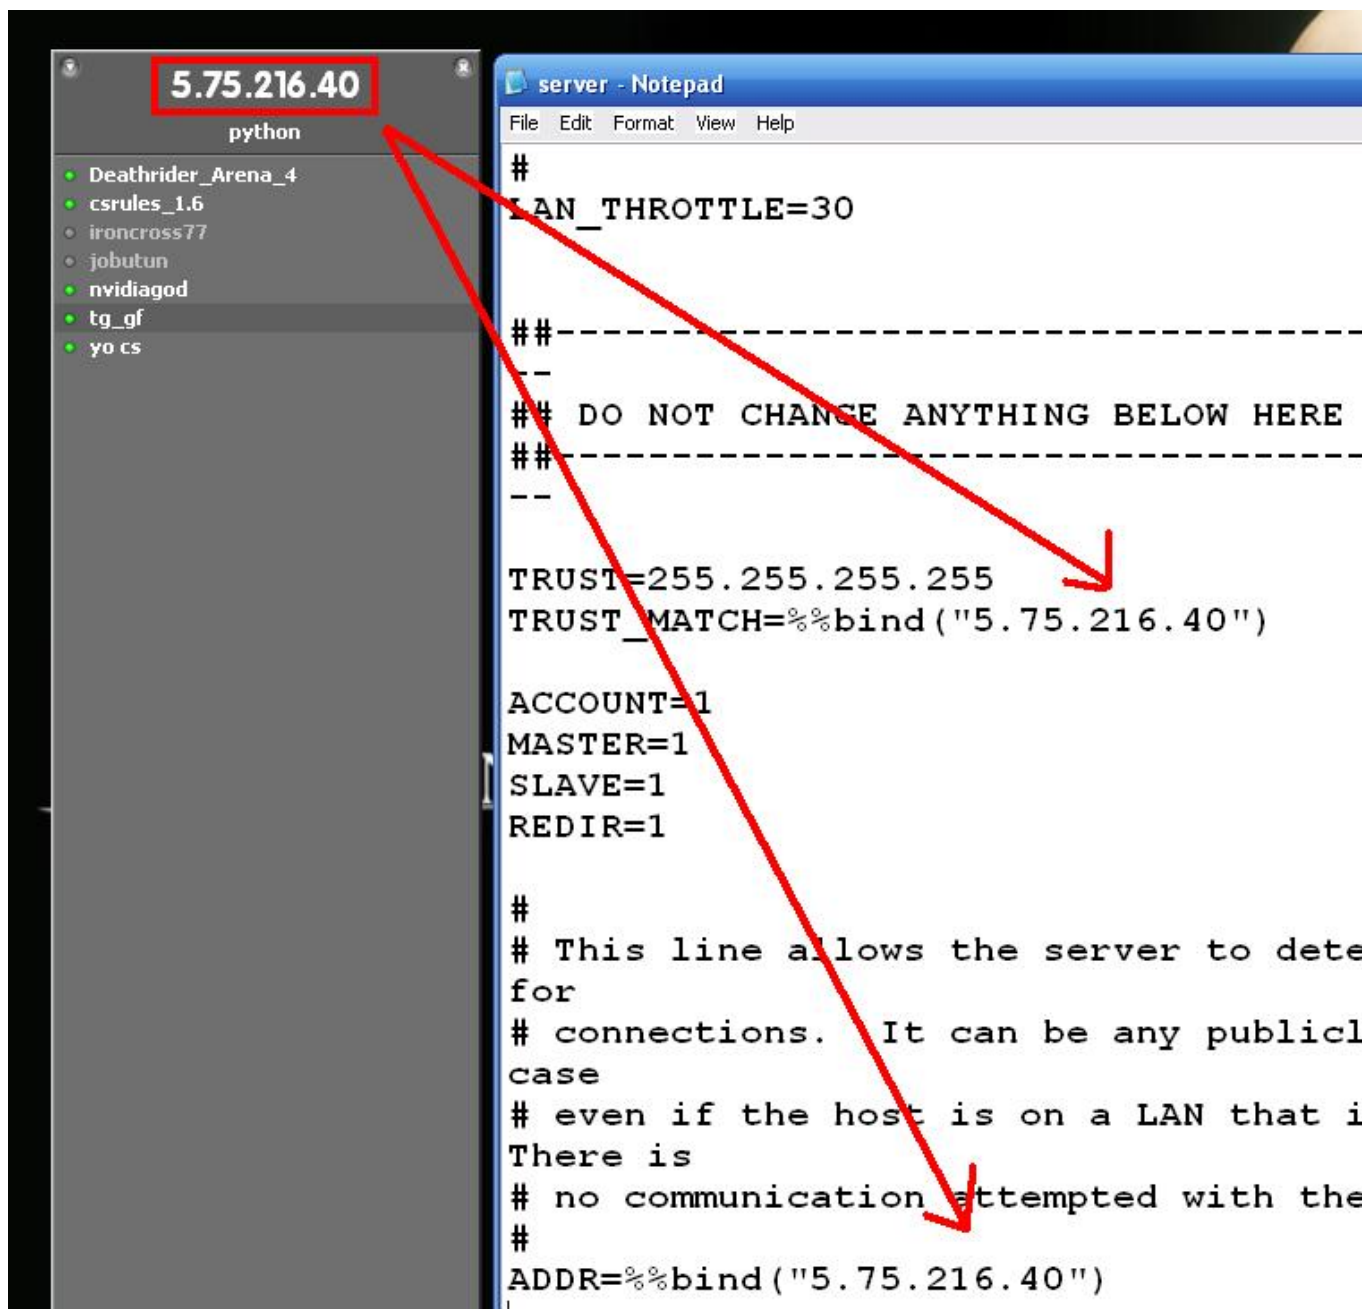 5.75.216.40
python
Deathrider_Arena_4
csrules_1.6
ironcross77
jobutun
nvidiagod
tg_gf
yo cs
server - Notepad
File Edit Format View Help
#
LAN_THROTTLE=30
##-----------------------------------
--
## DO NOT CHANGE ANYTHING BELOW HERE
##-----------------------------------
--
TRUST=255.255.255.255
TRUST_MATCH=%%bind("5.75.216.40")
ACCOUNT=1
MASTER=1
SLAVE=1
REDIR=1
#
# This line allows the server to dete
for
# connections.  It can be any publicl
case
# even if the host is on a LAN that i
There is
# no communication attempted with the
#
ADDR=%%bind("5.75.216.40")